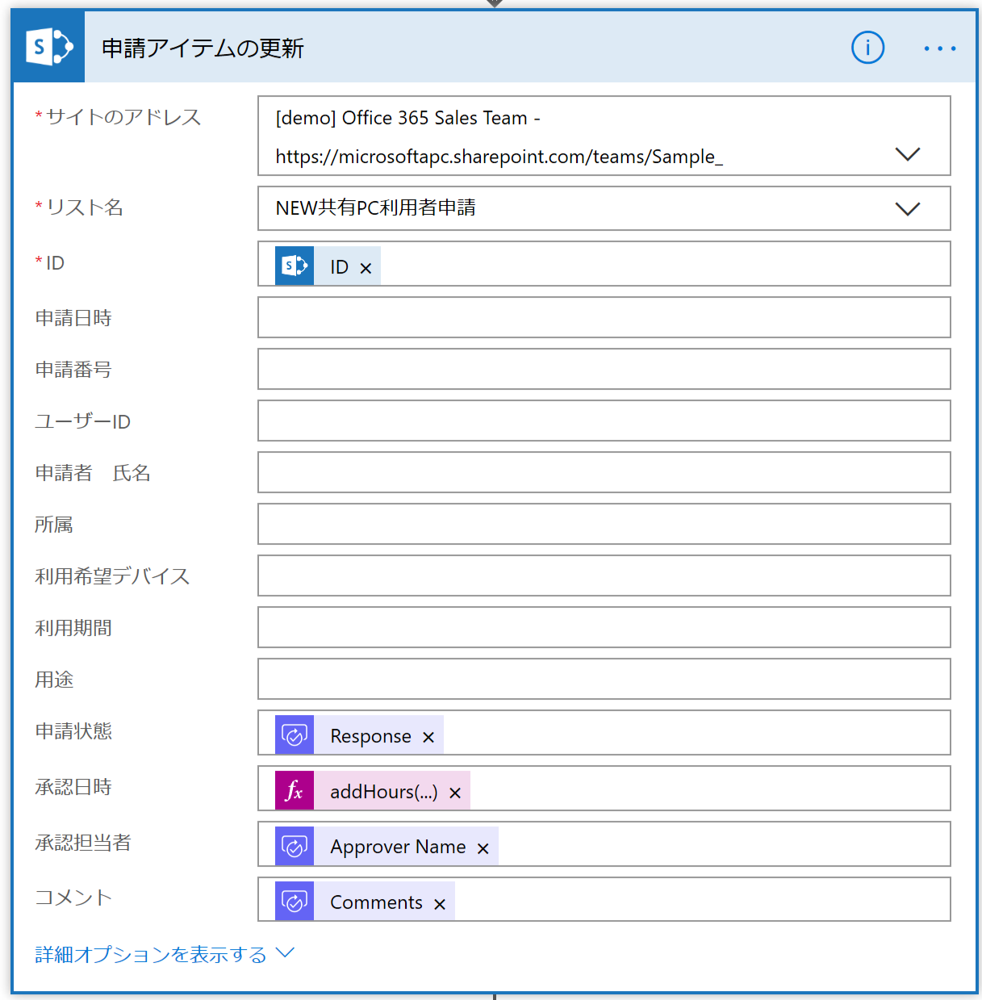 申請アイテムの更新
* サイトのアドレス
[demo] Office 365 Sales Team -
https://microsoftapc.sharepoint.com/teams/Sample_
* リスト名
NEW共有PC利用者申請
* ID
ID ×
申請日時
申請番号
ユーザーID
申請者　氏名
所属
利用希望デバイス
利用期間
用途
申請状態
Response ×
承認日時
fx addHours(...) ×
承認担当者
Approver Name ×
コメント
Comments ×
詳細オプションを表示する